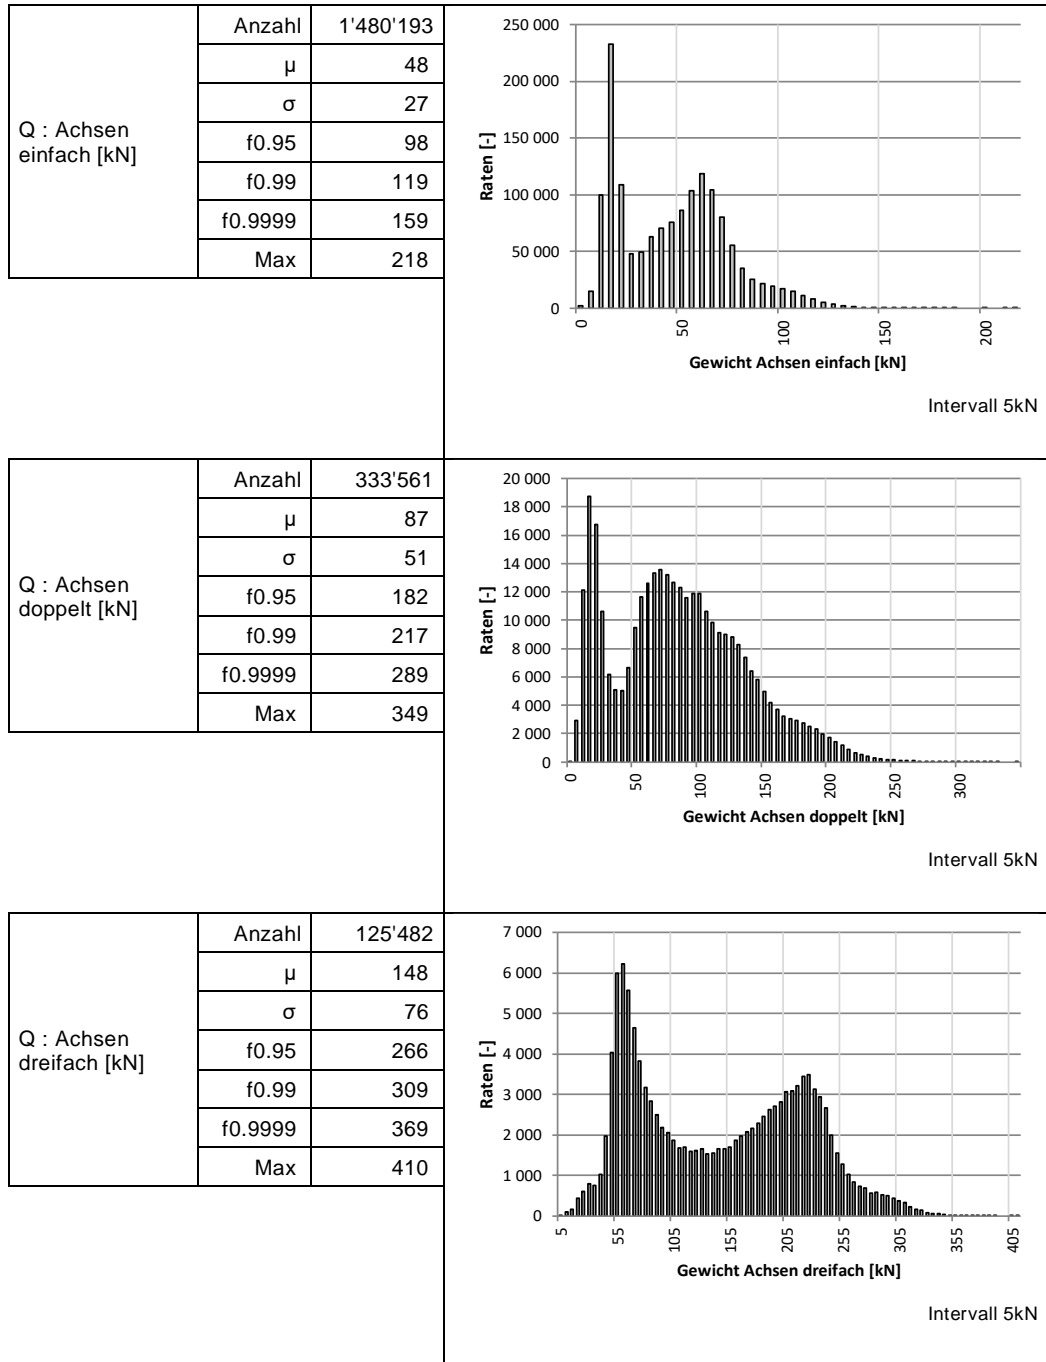 Q : Achsen
einfach [kN]
Anzahl 1'480'193
µ 48
σ 27
f0.95 98
f0.99 119
f0.9999 159
Max 218
250 000
200 000
150 000
100 000
50 000
0
Raten [-]
0 50 100 150 200
Gewicht Achsen einfach [kN]
Intervall 5kN
Q : Achsen
doppelt [kN]
Anzahl 333'561
µ 87
σ 51
f0.95 182
f0.99 217
f0.9999 289
Max 349
20 000
18 000
16 000
14 000
12 000
10 000
8 000
6 000
4 000
2 000
0
Raten [-]
0 50 100 150 200 250 300
Gewicht Achsen doppelt [kN]
Intervall 5kN
Q : Achsen
dreifach [kN]
Anzahl 125'482
µ 148
σ 76
f0.95 266
f0.99 309
f0.9999 369
Max 410
7 000
6 000
5 000
4 000
3 000
2 000
1 000
0
Raten [-]
5 55 105 155 205 255 305 355 405
Gewicht Achsen dreifach [kN]
Intervall 5kN